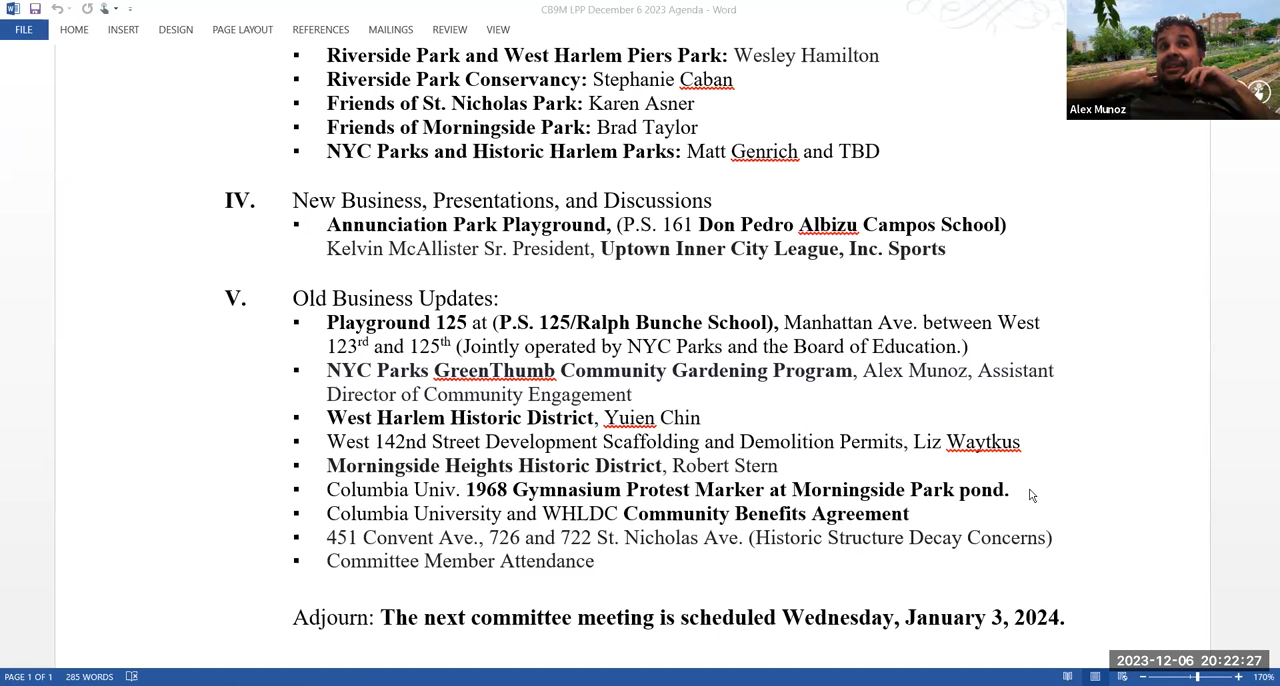 CB9M LPP December 6 2023 Agenda - Word
FILE HOME INSERT DESIGN PAGE LAYOUT REFERENCES MAILINGS REVIEW VIEW
Alex Munoz
▪ Riverside Park and West Harlem Piers Park: Wesley Hamilton
▪ Riverside Park Conservancy: Stephanie Caban
▪ Friends of St. Nicholas Park: Karen Asner
▪ Friends of Morningside Park: Brad Taylor
▪ NYC Parks and Historic Harlem Parks: Matt Genrich and TBD
IV. New Business, Presentations, and Discussions
▪ Annunciation Park Playground, (P.S. 161 Don Pedro Albizu Campos School)
Kelvin McAllister Sr. President, Uptown Inner City League, Inc. Sports
V. Old Business Updates:
▪ Playground 125 at (P.S. 125/Ralph Bunche School), Manhattan Ave. between West
123rd and 125th (Jointly operated by NYC Parks and the Board of Education.)
▪ NYC Parks GreenThumb Community Gardening Program, Alex Munoz, Assistant
Director of Community Engagement
▪ West Harlem Historic District, Yuien Chin
▪ West 142nd Street Development Scaffolding and Demolition Permits, Liz Waytkus
▪ Morningside Heights Historic District, Robert Stern
▪ Columbia Univ. 1968 Gymnasium Protest Marker at Morningside Park pond.
▪ Columbia University and WHLDC Community Benefits Agreement
▪ 451 Convent Ave., 726 and 722 St. Nicholas Ave. (Historic Structure Decay Concerns)
▪ Committee Member Attendance
Adjourn: The next committee meeting is scheduled Wednesday, January 3, 2024.
2023-12-06 20:22:27
PAGE 1 OF 1 285 WORDS 170%